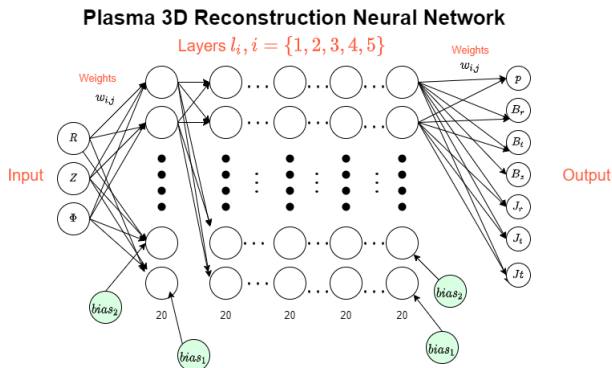 Plasma 3D Reconstruction Neural Network
Layers l_i, i = {1, 2, 3, 4, 5}
Weights
w_{i,j}
Weights
w_{i,j}
Input
R
Z
Φ
p
B_r
B_t
B_z
J_r
J_t
Jt
Output
bias_2
bias_1
bias_2
bias_1
20
20
20
20
20